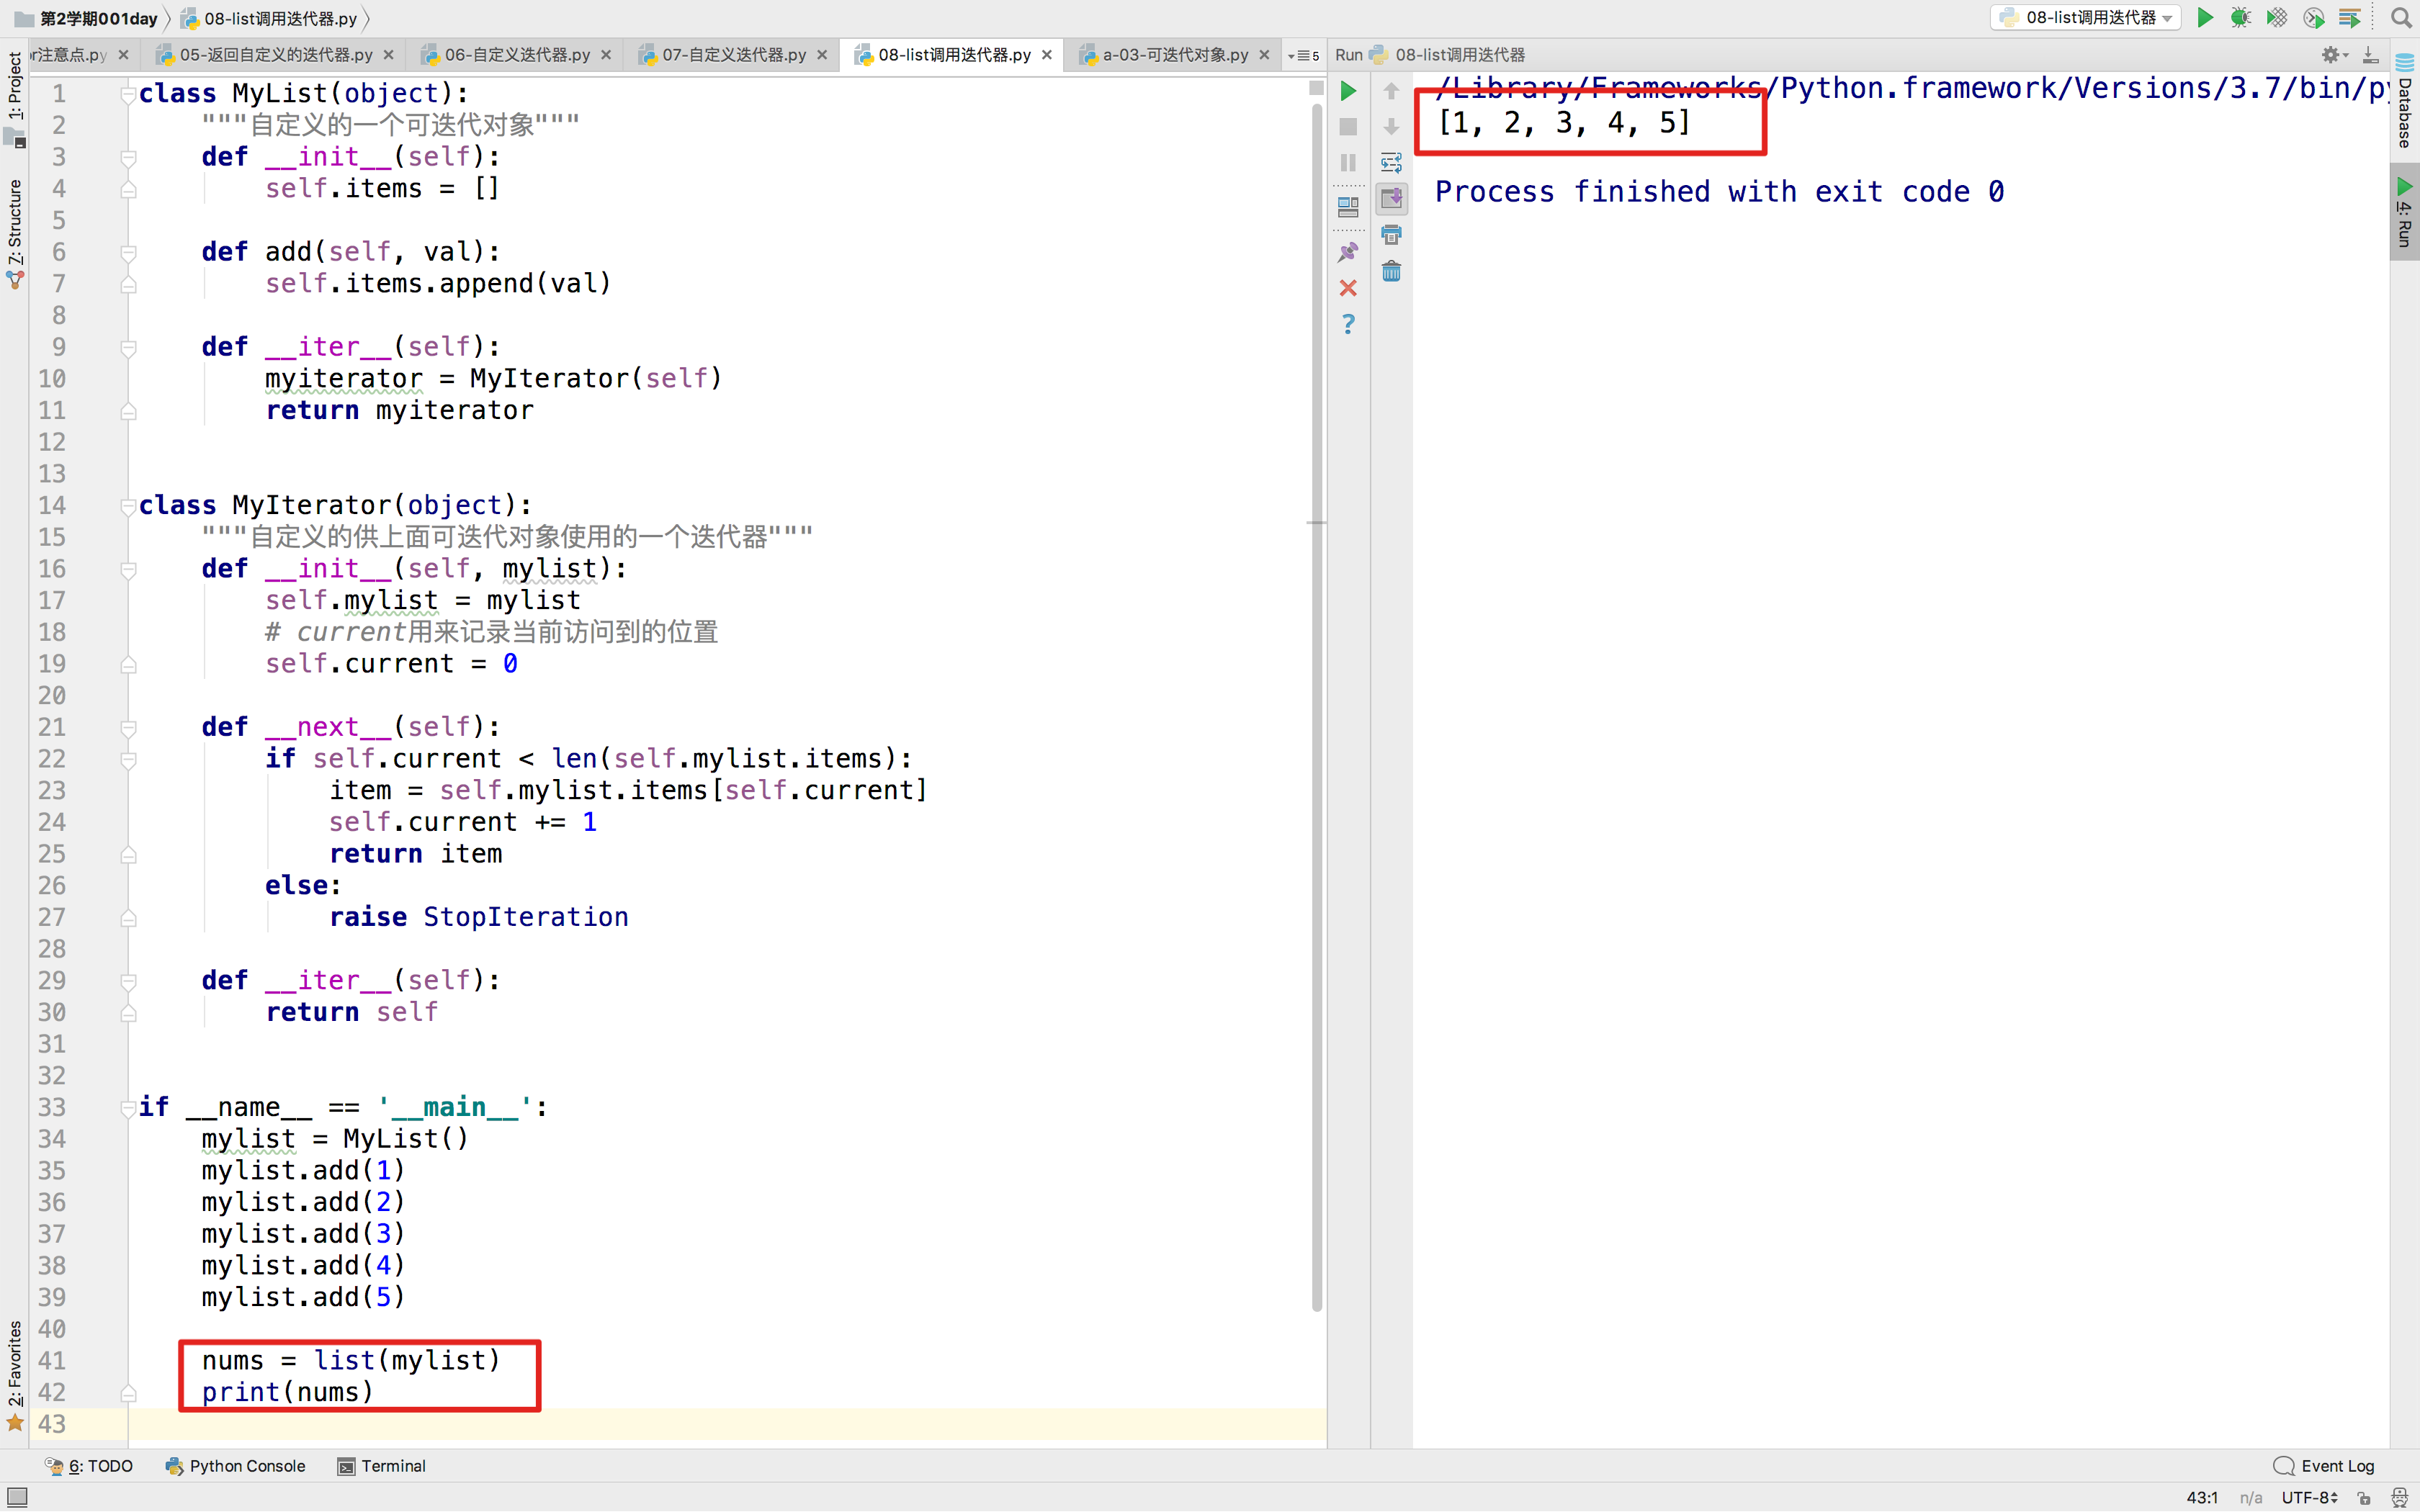 第2学期001day
08-list调用迭代器.py
08-list调用迭代器
r注意点.py
05-返回自定义的迭代器.py
06-自定义迭代器.py
07-自定义迭代器.py
08-list调用迭代器.py
a-03-可迭代对象.py
5
Run
08-list调用迭代器
1: Project
7: Structure
2: Favorites
Database
4: Run
1 class MyList(object):
2     """自定义的一个可迭代对象"""
3     def __init__(self):
4         self.items = []
5
6     def add(self, val):
7         self.items.append(val)
8
9     def __iter__(self):
10         myiterator = MyIterator(self)
11         return myiterator
12
13
14 class MyIterator(object):
15     """自定义的供上面可迭代对象使用的一个迭代器"""
16     def __init__(self, mylist):
17         self.mylist = mylist
18         # current用来记录当前访问到的位置
19         self.current = 0
20
21     def __next__(self):
22         if self.current < len(self.mylist.items):
23             item = self.mylist.items[self.current]
24             self.current += 1
25             return item
26         else:
27             raise StopIteration
28
29     def __iter__(self):
30         return self
31
32
33 if __name__ == '__main__':
34     mylist = MyList()
35     mylist.add(1)
36     mylist.add(2)
37     mylist.add(3)
38     mylist.add(4)
39     mylist.add(5)
40
41     nums = list(mylist)
42     print(nums)
43
/Library/Frameworks/Python.framework/Versions/3.7/bin/py
[1, 2, 3, 4, 5]
Process finished with exit code 0
6: TODO
Python Console
Terminal
Event Log
43:1
n/a
UTF-8